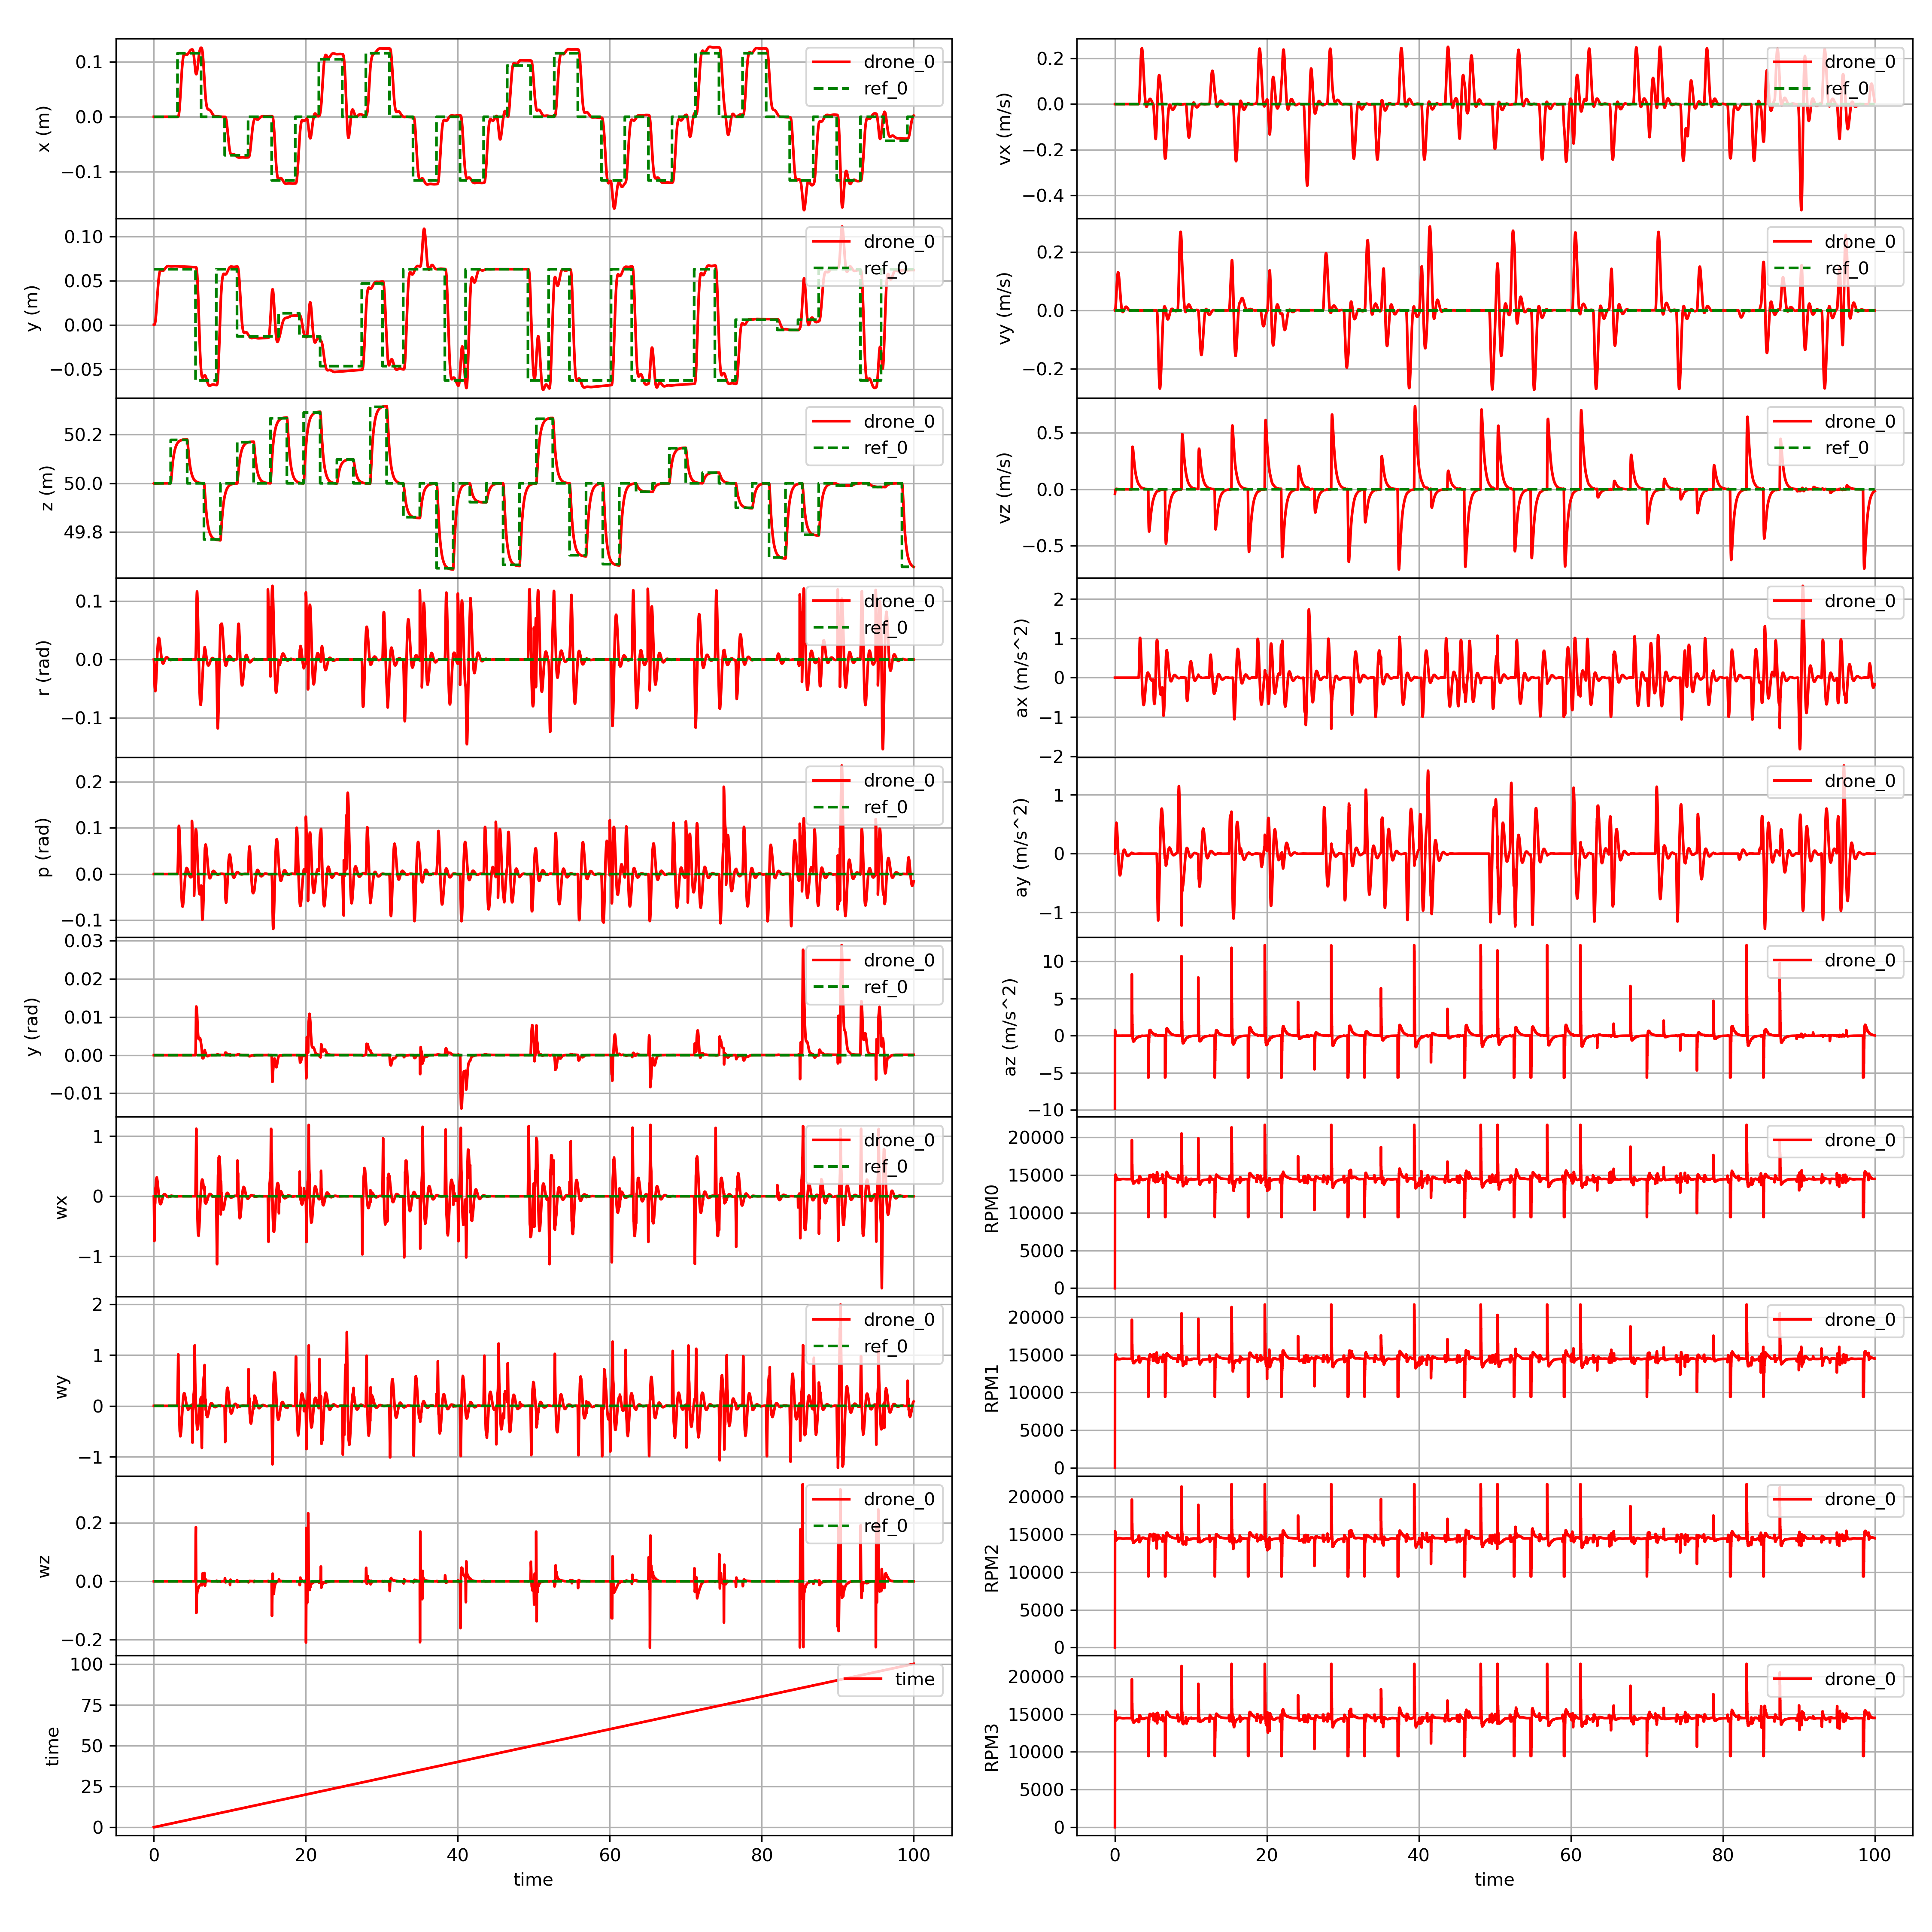 0.1
0.0
−0.1
x (m)
drone_0
ref_0
0.10
0.05
0.00
−0.05
y (m)
drone_0
ref_0
50.2
50.0
49.8
z (m)
drone_0
ref_0
0.1
0.0
−0.1
r (rad)
drone_0
ref_0
0.2
0.1
0.0
−0.1
p (rad)
drone_0
ref_0
0.03
0.02
0.01
0.00
−0.01
y (rad)
drone_0
ref_0
1
0
−1
wx
drone_0
ref_0
2
1
0
−1
wy
drone_0
ref_0
0.2
0.0
−0.2
wz
drone_0
ref_0
100
75
50
25
0
time
time
0 20 40 60 80 100
time
0.2
0.0
−0.2
−0.4
vx (m/s)
drone_0
ref_0
0.2
0.0
−0.2
vy (m/s)
drone_0
ref_0
0.5
0.0
−0.5
vz (m/s)
drone_0
ref_0
2
1
0
−1
−2
ax (m/s^2)
drone_0
1
0
−1
ay (m/s^2)
drone_0
10
5
0
−5
−10
az (m/s^2)
drone_0
20000
15000
10000
5000
0
RPM0
drone_0
20000
15000
10000
5000
0
RPM1
drone_0
20000
15000
10000
5000
0
RPM2
drone_0
20000
15000
10000
5000
0
RPM3
drone_0
0 20 40 60 80 100
time